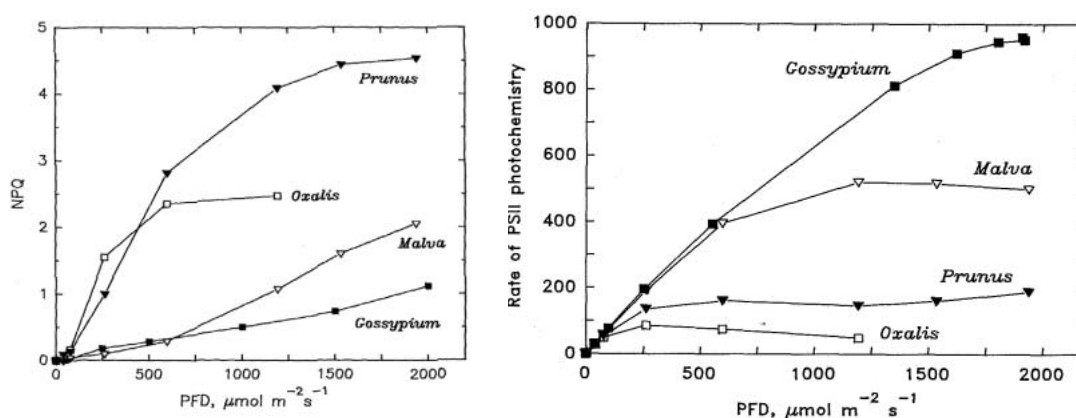 5
4
3
2
1
0
NPQ
Prunus
Oxalis
Malva
Gossypium
0 500 1000 1500 2000
PFD, μmol m⁻² s⁻¹
1000
800
600
400
200
0
Rate of PSII photochemistry
Gossypium
Malva
Prunus
Oxalis
0 500 1000 1500 2000
PFD, μmol m⁻² s⁻¹